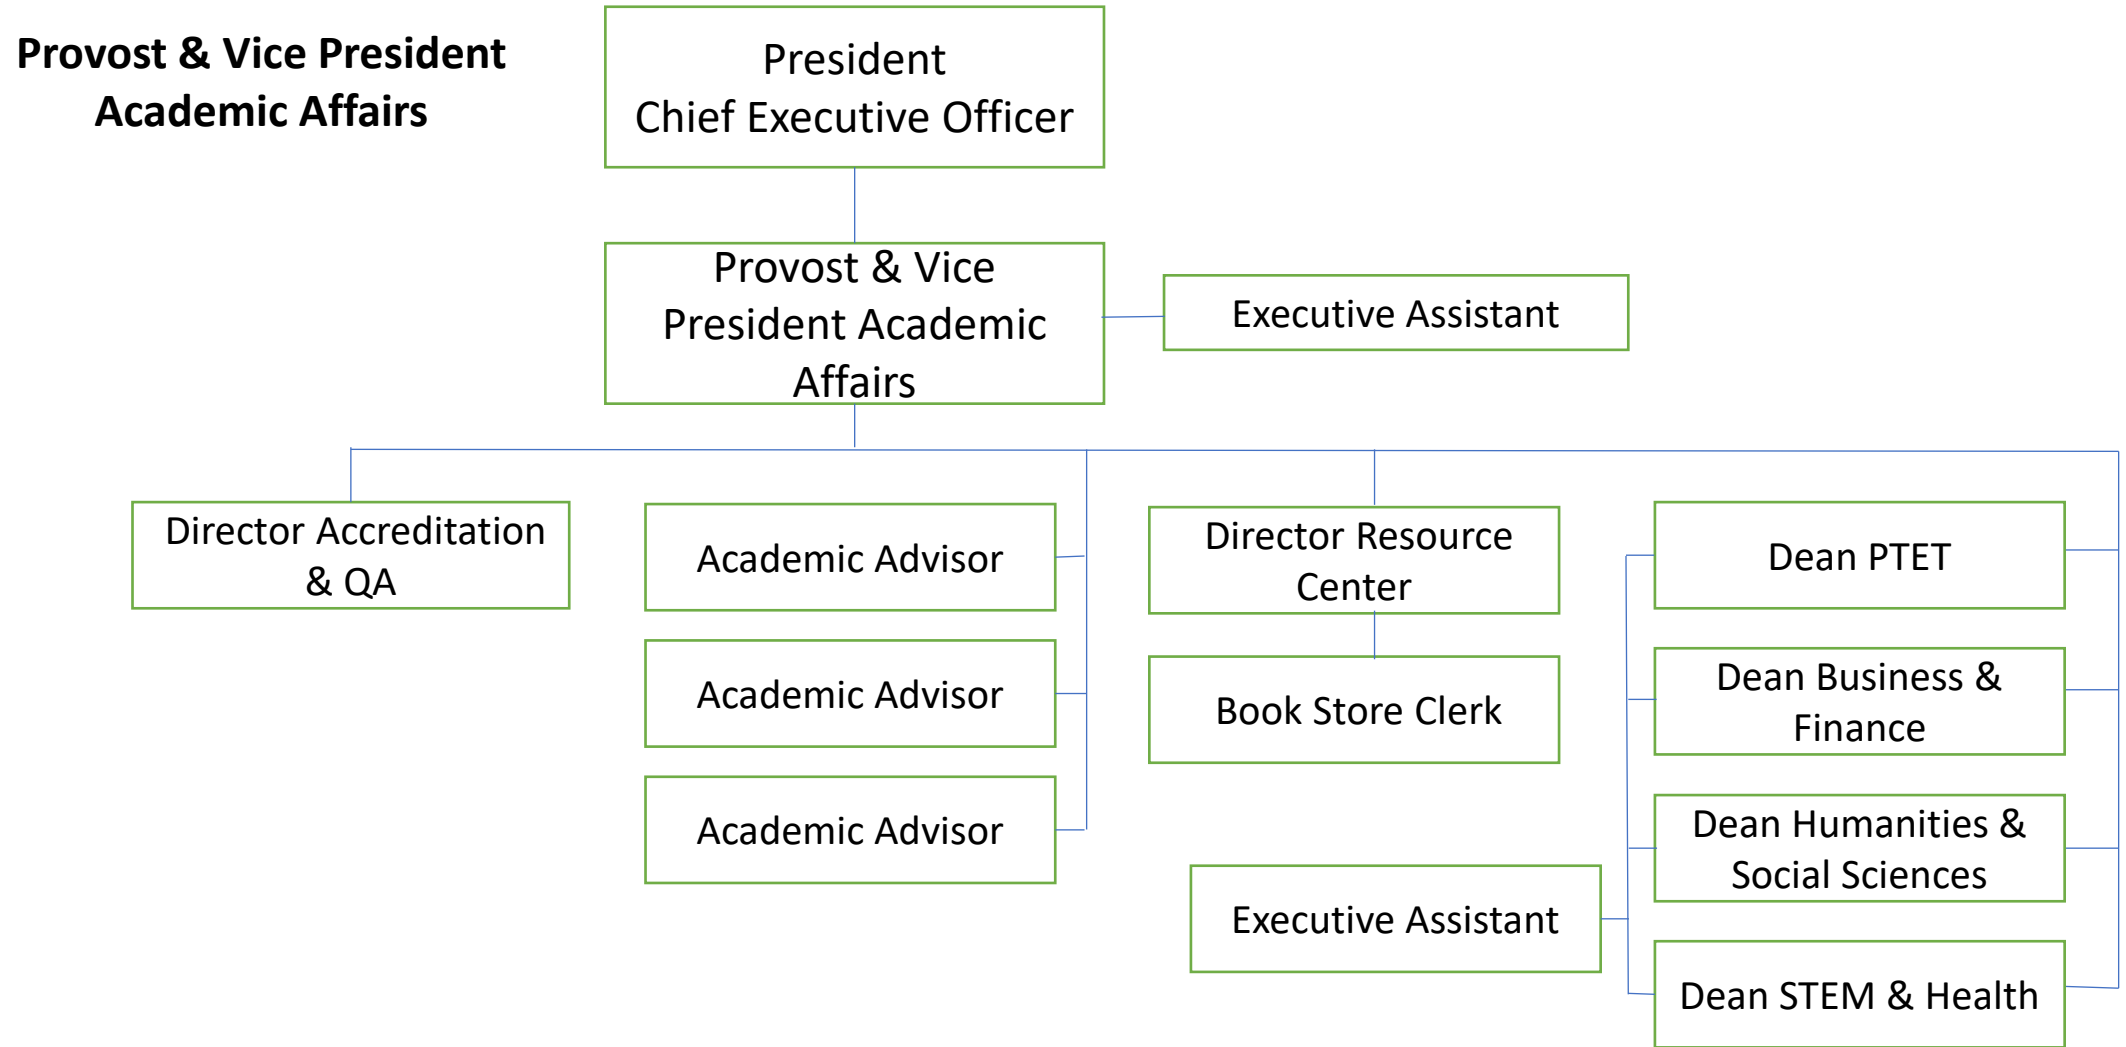 Provost & Vice President
Academic Affairs
President
Chief Executive Officer
Provost & Vice
President Academic
Affairs
Executive Assistant
Director Accreditation
& QA
Academic Advisor
Academic Advisor
Academic Advisor
Director Resource
Center
Book Store Clerk
Executive Assistant
Dean PTET
Dean Business &
Finance
Dean Humanities &
Social Sciences
Dean STEM & Health